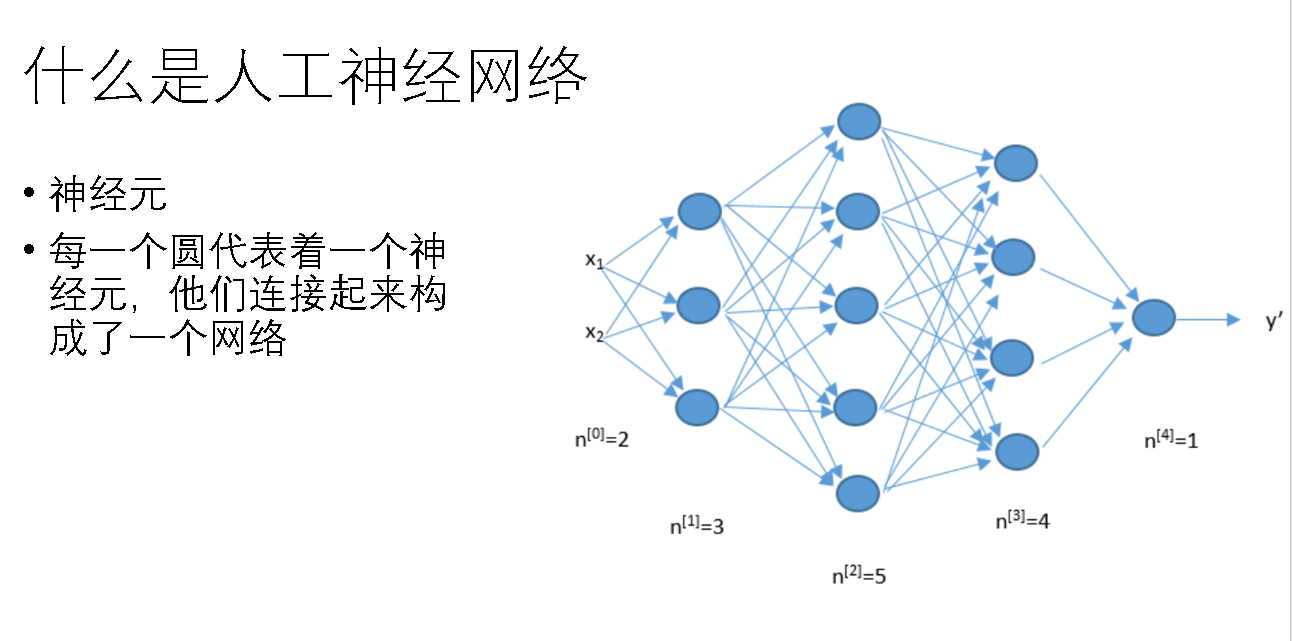 什么是人工神经网络
• 神经元
• 每一个圆代表着一个神
经元，他们连接起来构
成了一个网络
x₁
x₂
y’
n[0]=2
n[1]=3
n[2]=5
n[3]=4
n[4]=1